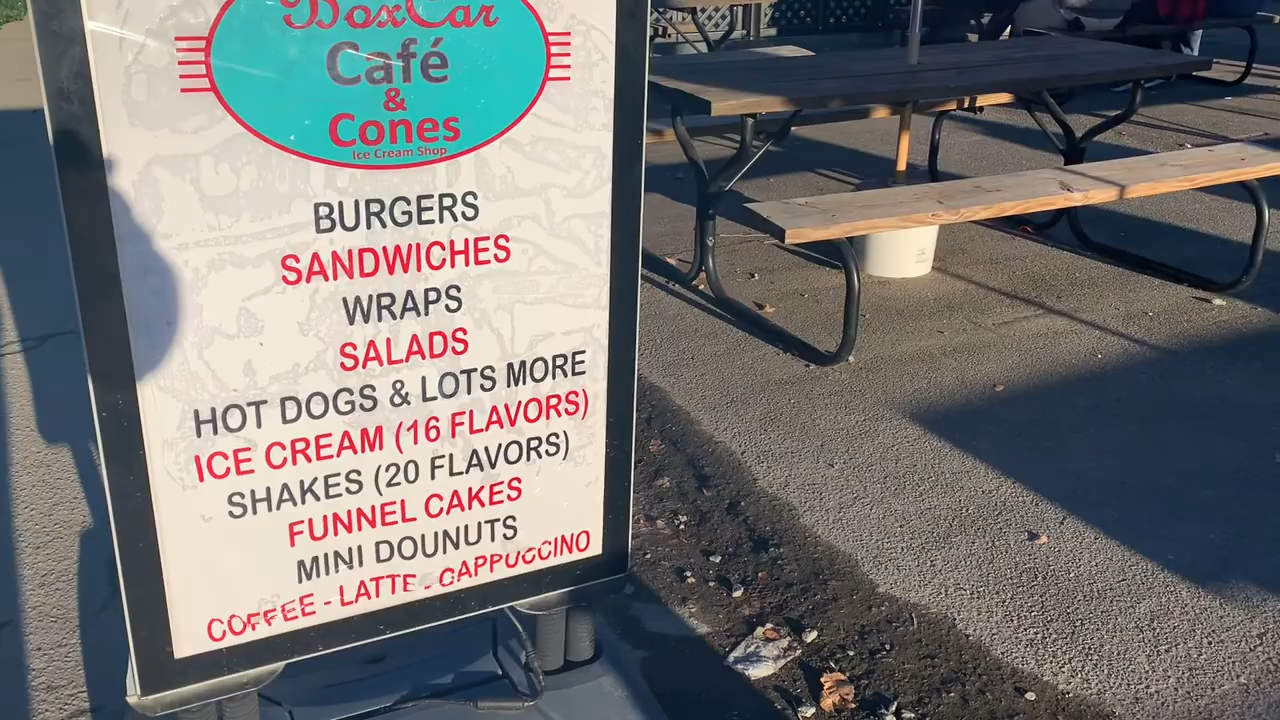 BoxCar
Café
&
Cones
Ice Cream Shop
BURGERS
SANDWICHES
WRAPS
SALADS
HOT DOGS & LOTS MORE
ICE CREAM (16 FLAVORS)
SHAKES (20 FLAVORS)
FUNNEL CAKES
MINI DOUNUTS
COFFEE - LATTE - CAPPUCCINO